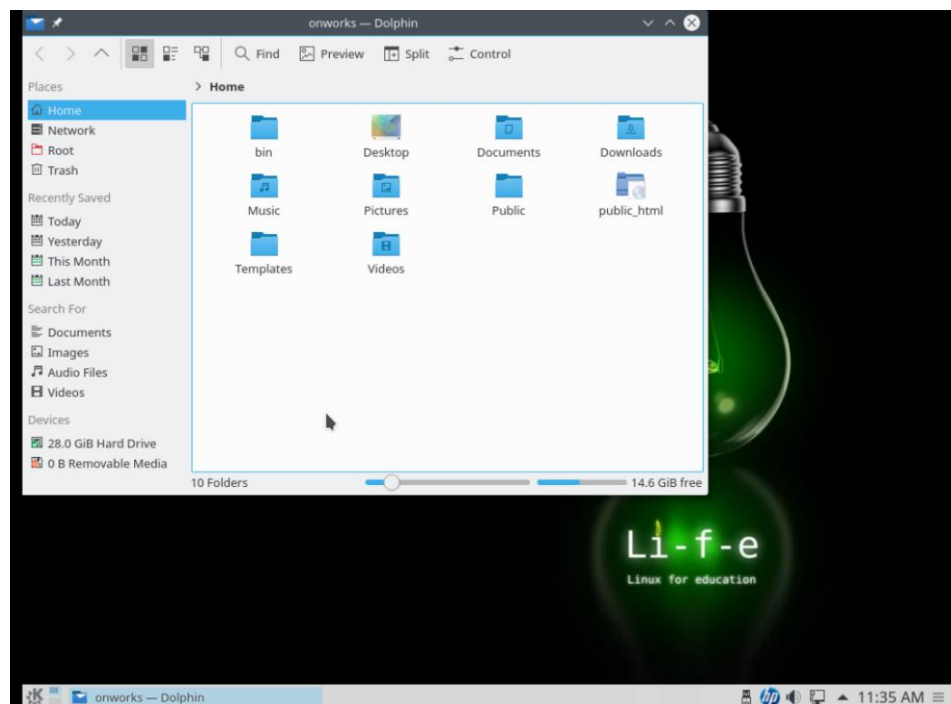 onworks — Dolphin
Find Preview Split Control
Places
Home
Network
Root
Trash
Recently Saved
Today
Yesterday
This Month
Last Month
Search For
Documents
Images
Audio Files
Videos
Devices
28.0 GiB Hard Drive
0 B Removable Media
> Home
bin Desktop Documents Downloads
Music Pictures Public public_html
Templates Videos
10 Folders 14.6 GiB free
Li-f-e
Linux for education
onworks — Dolphin
hp
11:35 AM